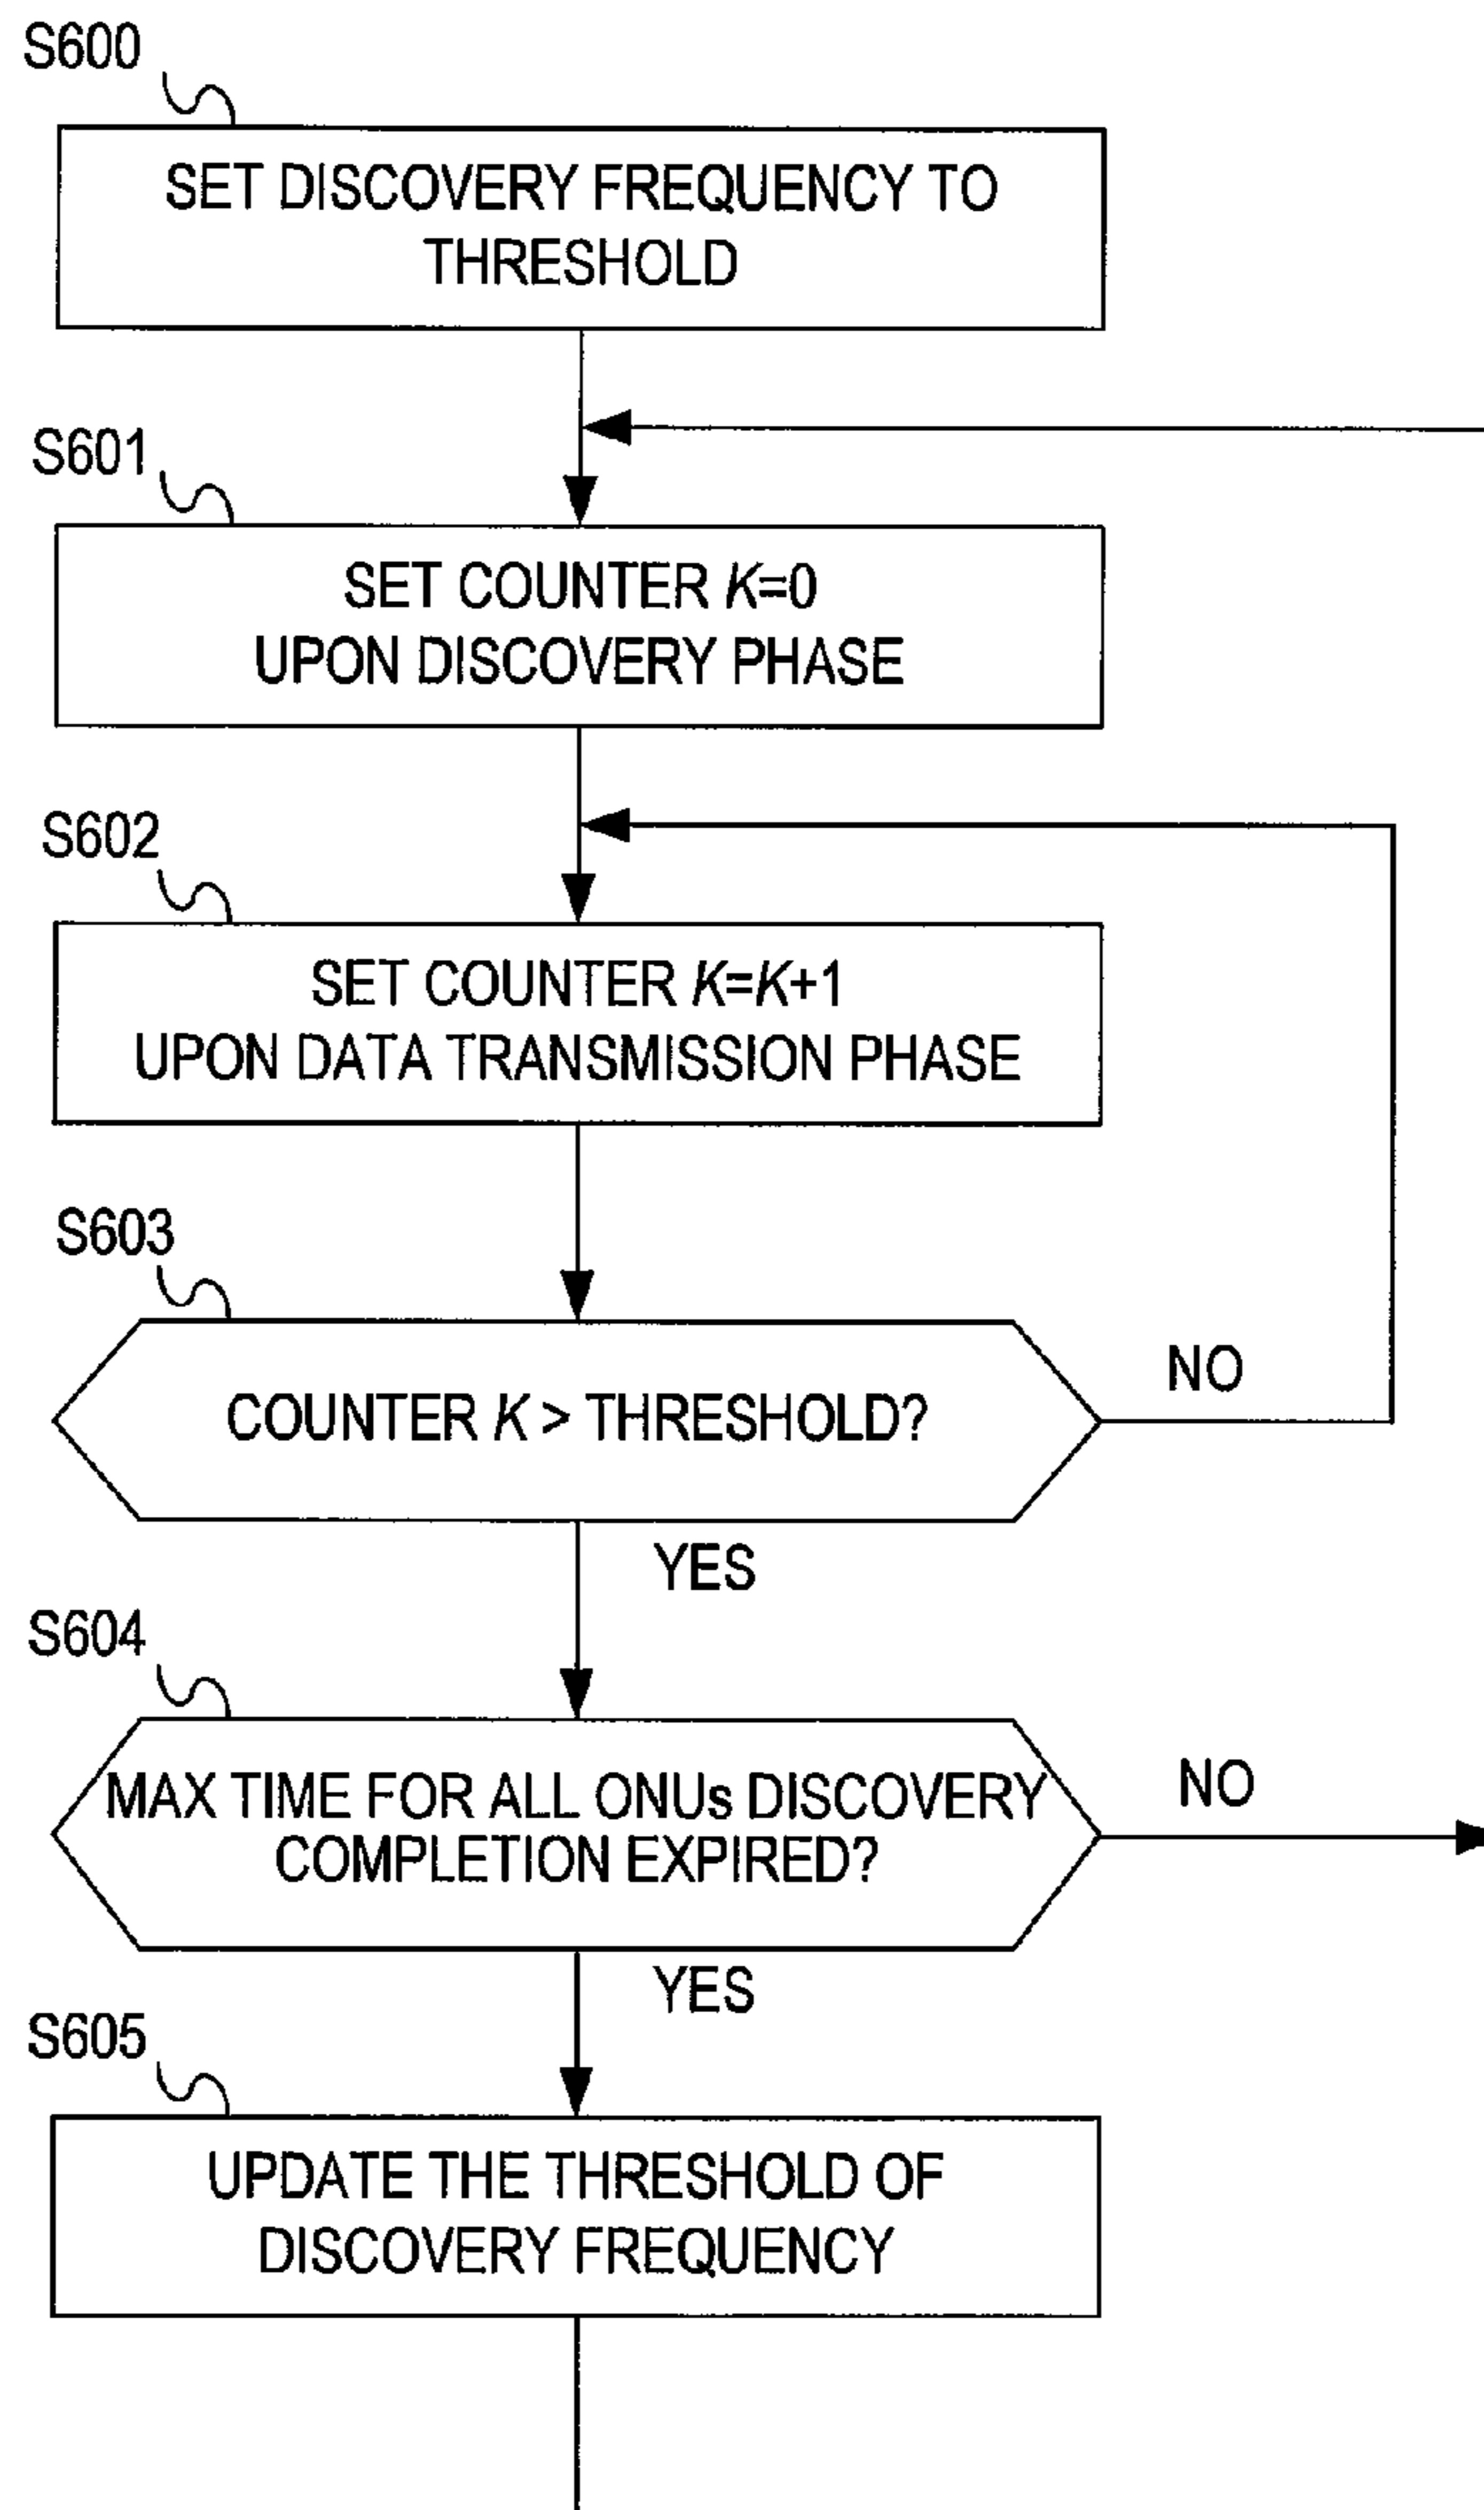 S600
SET DISCOVERY FREQUENCY TO
THRESHOLD
S601
SET COUNTER K=0
UPON DISCOVERY PHASE
S602
SET COUNTER K=K+1
UPON DATA TRANSMISSION PHASE
S603
COUNTER K > THRESHOLD?
NO
YES
S604
MAX TIME FOR ALL ONUs DISCOVERY
COMPLETION EXPIRED?
NO
YES
S605
UPDATE THE THRESHOLD OF
DISCOVERY FREQUENCY